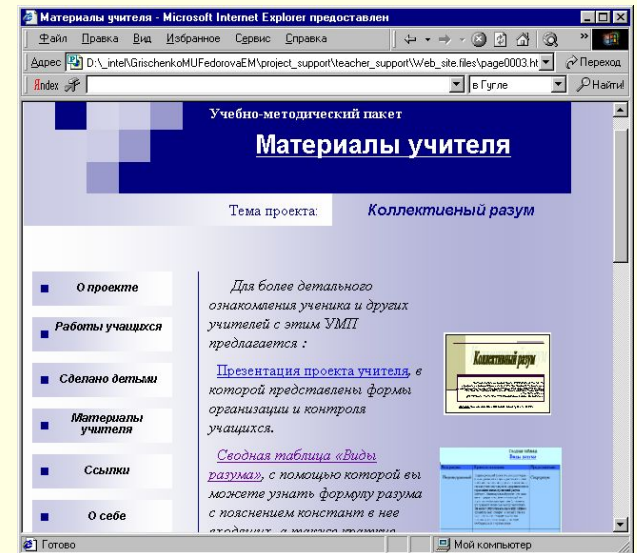 Материалы учителя - Microsoft Internet Explorer предоставлен
Файл Правка Вид Избранное Сервис Справка »
Адрес D:\_intel\GrischenkoMUFedorovaEM\project_support\teacher_support\Web_site.files\page0003.ht Переход
Яndex в Гугле Найти!
Учебно-методический пакет
Материалы учителя
Тема проекта: Коллективный разум
О проекте
Работы учащихся
Сделано детьми
Материалы
учителя
Ссылки
О себе
Для более детального
ознакомления ученика и других
учителей с этим УМП
предлагается :
Презентация проекта учителя, в
которой представлены формы
организации и контроля
учащихся.
Сводная таблица «Виды
разума», с помощью которой вы
можете узнать формулу разума
с пояснением констант в нее
входящих, а также кратко
Коллективный разум
Готово Мой компьютер